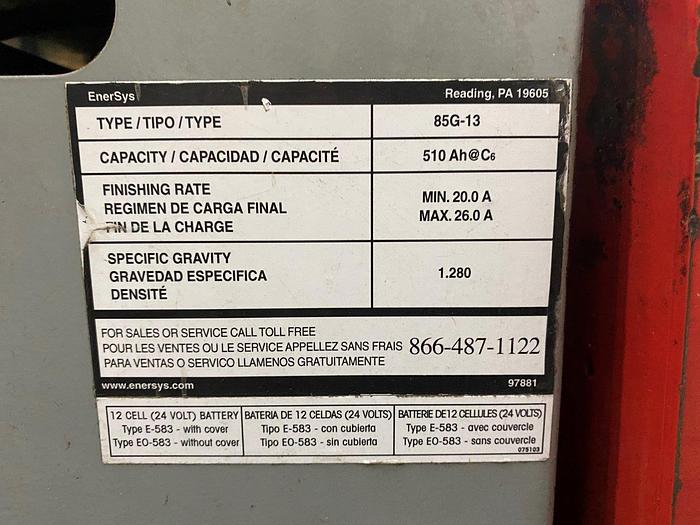 EnerSys Reading, PA 19605
TYPE / TIPO / TYPE 85G-13
CAPACITY / CAPACIDAD / CAPACITÉ 510 Ah@C6
FINISHING RATE
REGIMEN DE CARGA FINAL
FIN DE LA CHARGE
MIN. 20.0 A
MAX. 26.0 A
SPECIFIC GRAVITY
GRAVEDAD ESPECIFICA
DENSITÉ
1.280
FOR SALES OR SERVICE CALL TOLL FREE
POUR LES VENTES OU LE SERVICE APPELLEZ SANS FRAIS
PARA VENTAS O SERVICO LLAMENOS GRATUITAMENTE
866-487-1122
www.enersys.com 97881
12 CELL (24 VOLT) BATTERY
Type E-583 - with cover
Type EO-583 - without cover
BATERIA DE 12 CELDAS (24 VOLTS)
Tipo E-583 - con cubierta
Tipo EO-583 - sin cubierta
BATTERIE DE 12 CELLULES (24 VOLTS)
Type E-583 - avec couvercle
Type EO-583 - sans couvercle
075103